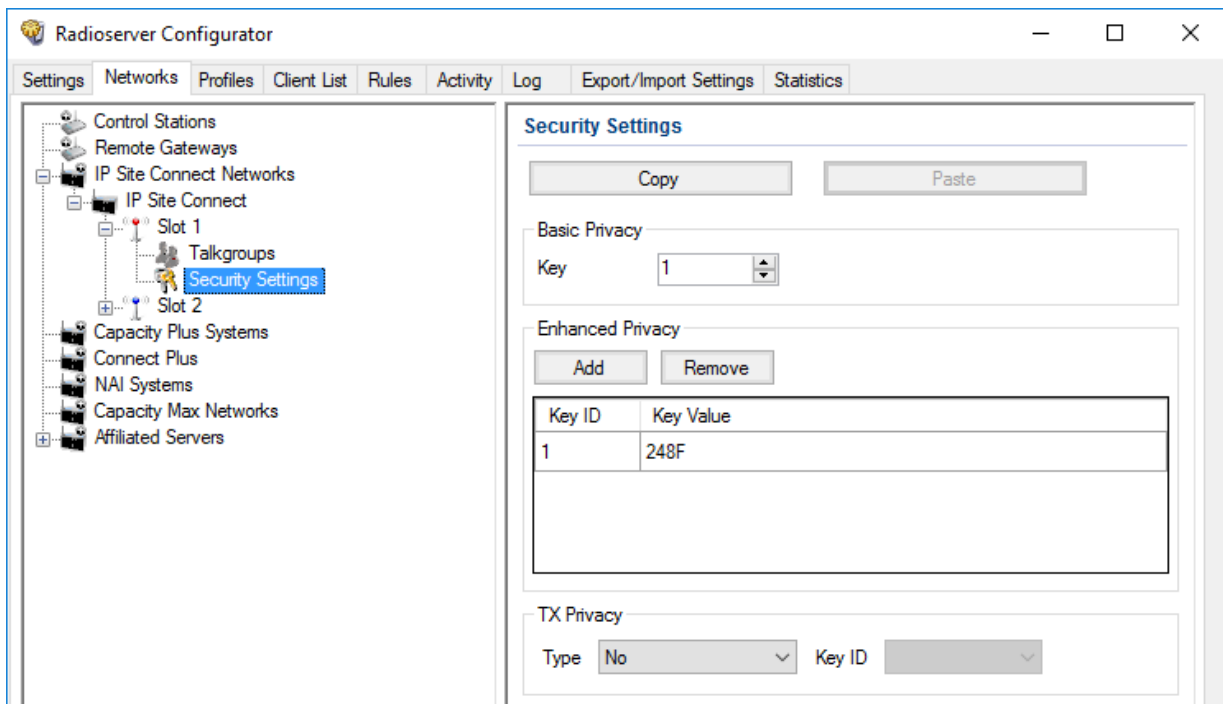 Radioserver Configurator
Settings Networks Profiles Client List Rules Activity Log Export/Import Settings Statistics
Control Stations
Remote Gateways
IP Site Connect Networks
IP Site Connect
Slot 1
Talkgroups
Security Settings
Slot 2
Capacity Plus Systems
Connect Plus
NAI Systems
Capacity Max Networks
Affiliated Servers
Security Settings
Copy Paste
Basic Privacy
Key 1
Enhanced Privacy
Add Remove
Key ID Key Value
1 248F
TX Privacy
Type No Key ID